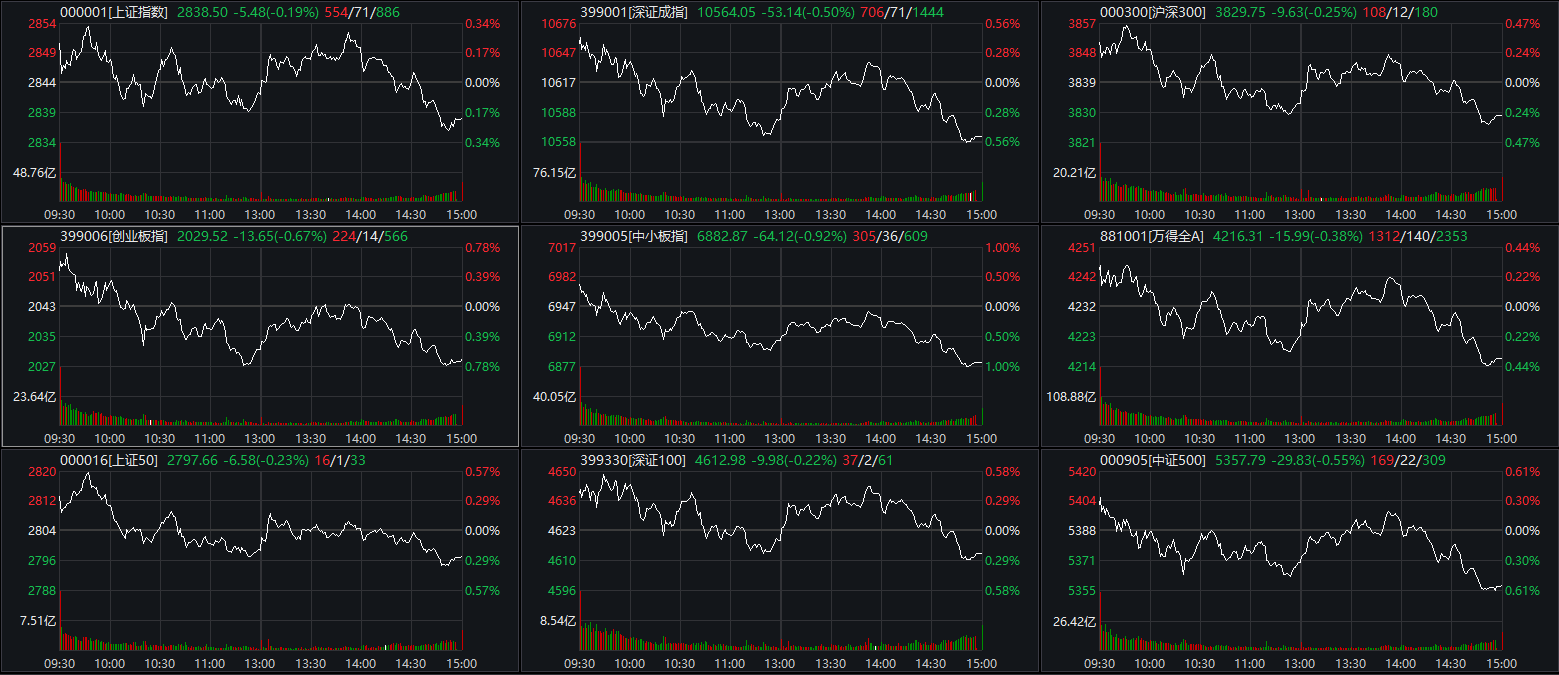 000001[上证指数] 2838.50 -5.48(-0.19%) 554/71/886
2854 0.34%
2849 0.17%
2844 0.00%
2839 0.17%
2834 0.34%
48.76亿
09:30 10:00 10:30 11:00 13:00 13:30 14:00 14:30 15:00
399001[深证成指] 10564.05 -53.14(-0.50%) 706/71/1444
10676 0.56%
10647 0.28%
10617 0.00%
10588 0.28%
10558 0.56%
76.15亿
09:30 10:00 10:30 11:00 13:00 13:30 14:00 14:30 15:00
000300[沪深300] 3829.75 -9.63(-0.25%) 108/12/180
3857 0.47%
3848 0.24%
3839 0.00%
3830 0.24%
3821 0.47%
20.21亿
09:30 10:00 10:30 11:00 13:00 13:30 14:00 14:30 15:00
399006[创业板指] 2029.52 -13.65(-0.67%) 224/14/566
2059 0.78%
2051 0.39%
2043 0.00%
2035 0.39%
2027 0.78%
23.64亿
09:30 10:00 10:30 11:00 13:00 13:30 14:00 14:30 15:00
399005[中小板指] 6882.87 -64.12(-0.92%) 305/36/609
7017 1.00%
6982 0.50%
6947 0.00%
6912 0.50%
6877 1.00%
40.05亿
09:30 10:00 10:30 11:00 13:00 13:30 14:00 14:30 15:00
881001[万得全A] 4216.31 -15.99(-0.38%) 1312/140/2353
4251 0.44%
4242 0.22%
4232 0.00%
4223 0.22%
4214 0.44%
108.88亿
09:30 10:00 10:30 11:00 13:00 13:30 14:00 14:30 15:00
000016[上证50] 2797.66 -6.58(-0.23%) 16/1/33
2820 0.57%
2812 0.29%
2804 0.00%
2796 0.29%
2788 0.57%
7.51亿
09:30 10:00 10:30 11:00 13:00 13:30 14:00 14:30 15:00
399330[深证100] 4612.98 -9.98(-0.22%) 37/2/61
4650 0.58%
4636 0.29%
4623 0.00%
4610 0.29%
4596 0.58%
8.54亿
09:30 10:00 10:30 11:00 13:00 13:30 14:00 14:30 15:00
000905[中证500] 5357.79 -29.83(-0.55%) 169/22/309
5420 0.61%
5404 0.30%
5388 0.00%
5371 0.30%
5355 0.61%
26.42亿
09:30 10:00 10:30 11:00 13:00 13:30 14:00 14:30 15:00